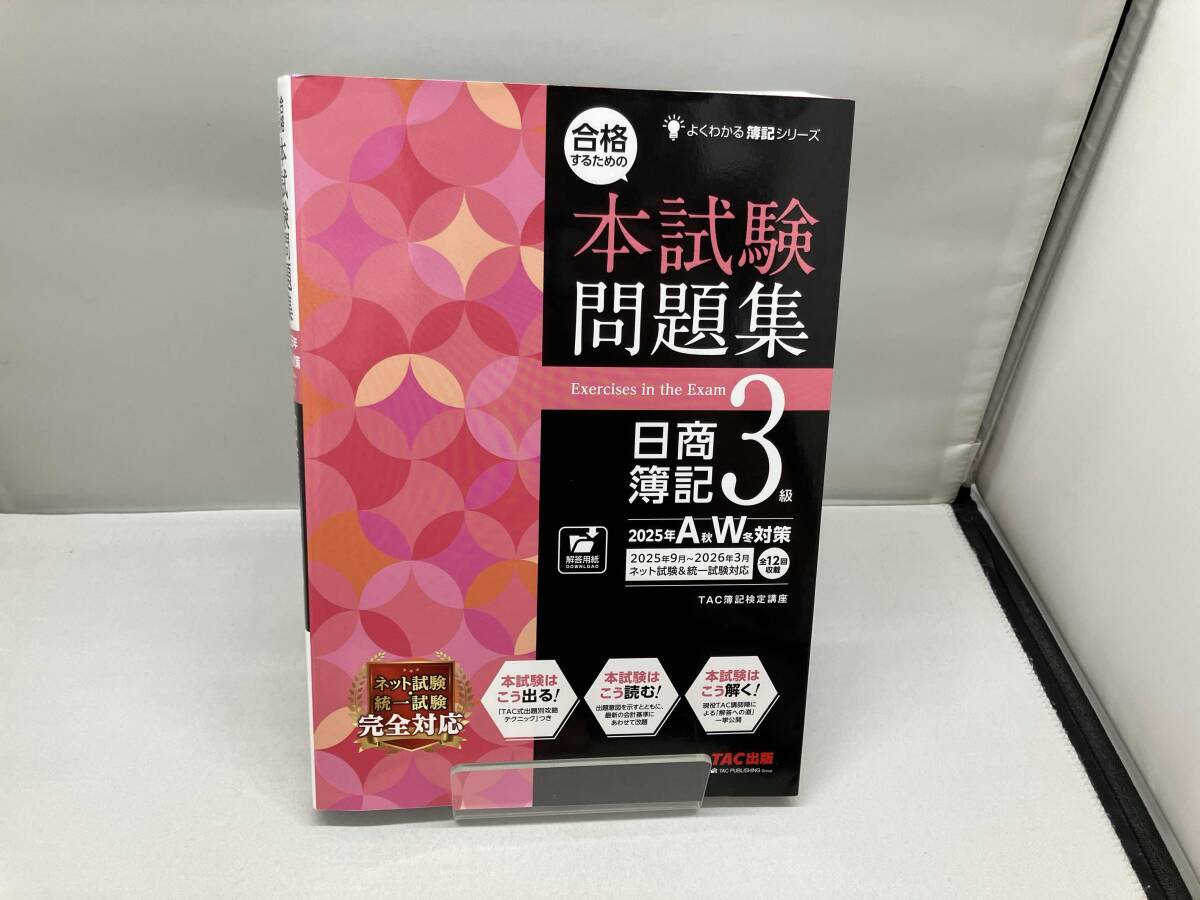 合格
するための
よくわかる簿記シリーズ
本試験
問題集
Exercises in the Exam
日商
簿記
3級
2025年A秋W冬対策
2025年9月~2026年3月
ネット試験&統一試験対応
全12回
収載
解答用紙
DOWNLOAD
TAC簿記検定講座
ネット試験
統一試験
完全対応
本試験は
こう出る!
「TAC式出題別攻略
テクニック」つき
本試験は
こう読む!
出題意図を示すとともに、
最新の会計基準に
あわせて改題
本試験は
こう解く!
現役TAC講師陣に
よる「解答への道」
一挙公開
TAC出版
TAC PUBLISHING Group